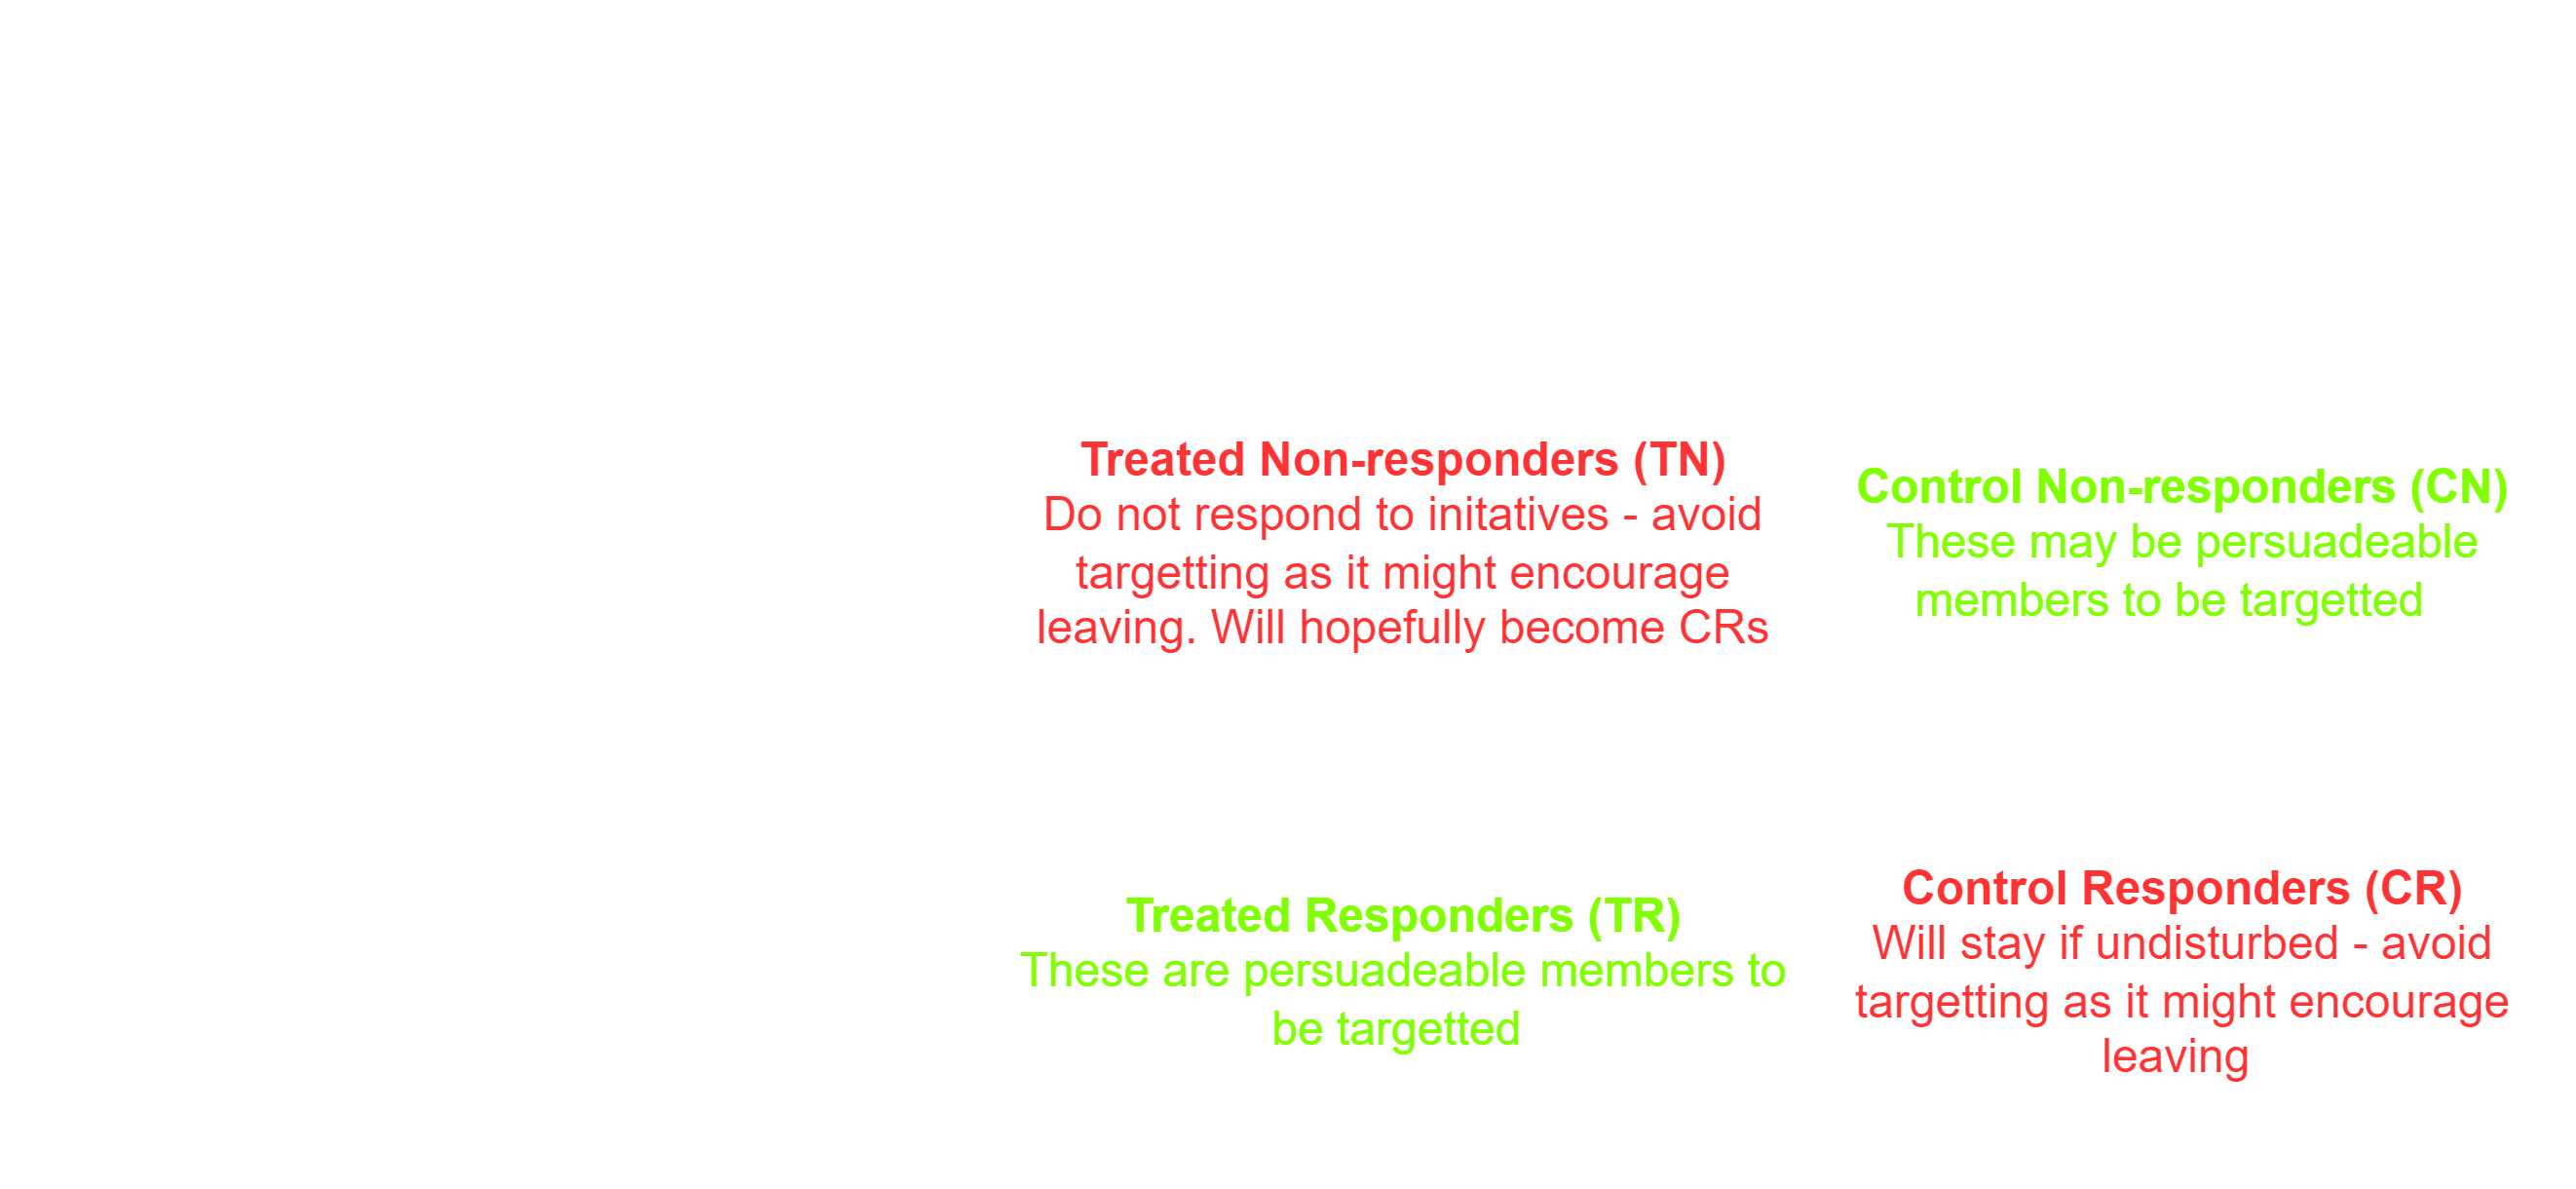 Treated Non-responders (TN)
Do not respond to initatives - avoid
targetting as it might encourage
leaving. Will hopefully become CRs
Control Non-responders (CN)
These may be persuadeable
members to be targetted
Treated Responders (TR)
These are persuadeable members to
be targetted
Control Responders (CR)
Will stay if undisturbed - avoid
targetting as it might encourage
leaving